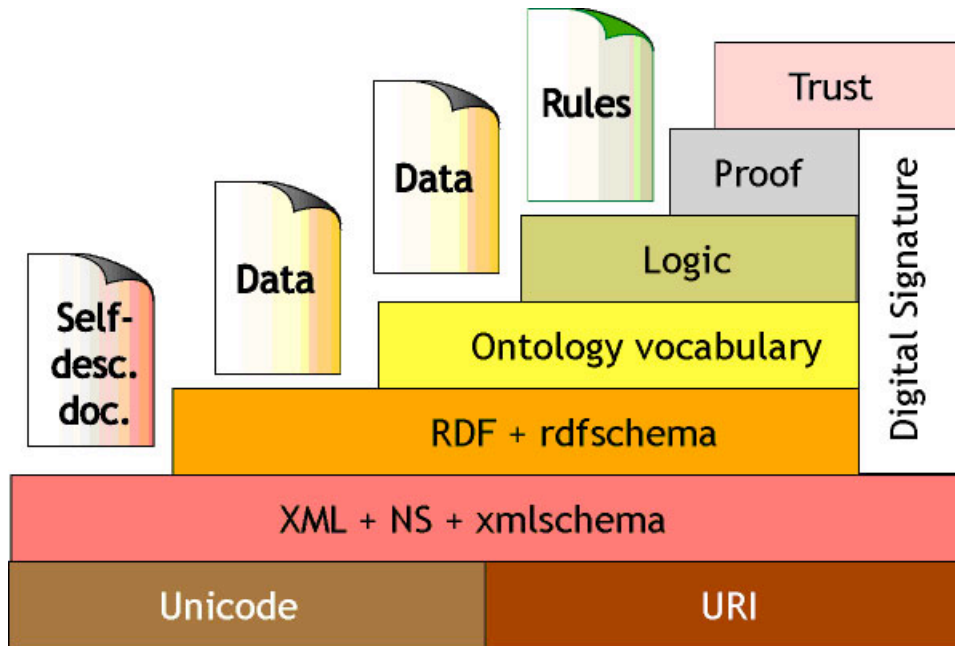 Rules
Trust
Data
Proof
Data
Logic
Digital Signature
Self-
desc.
doc.
Ontology vocabulary
RDF + rdfschema
XML + NS + xmlschema
Unicode
URI